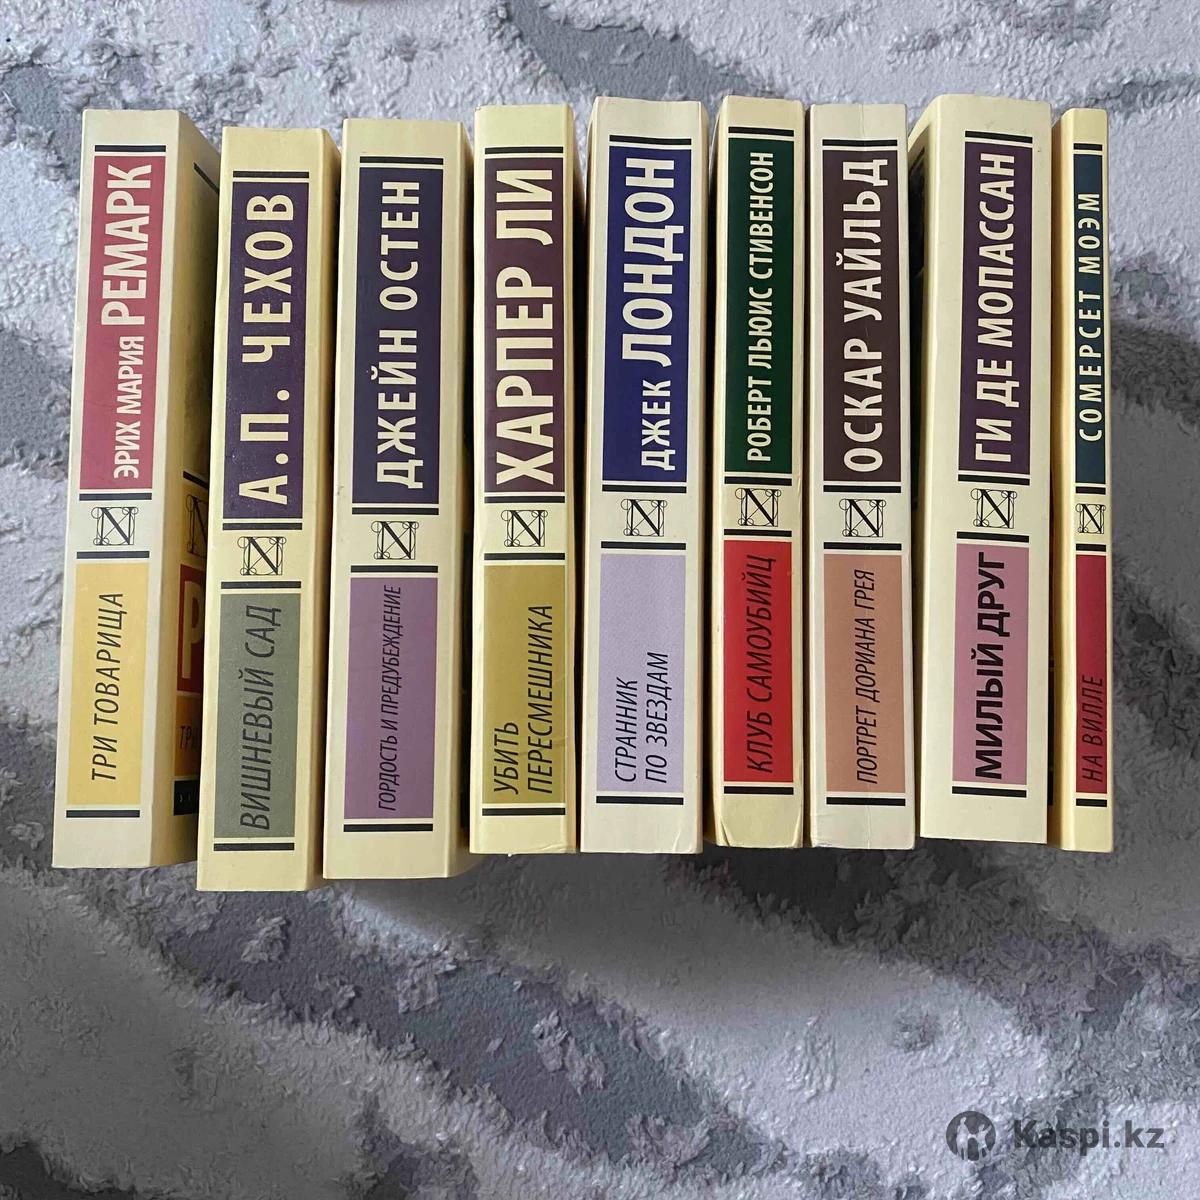 ЭРИХ МАРИЯ РЕМАРК
ТРИ ТОВАРИЩА
А.П. ЧЕХОВ
ВИШНЕВЫЙ САД
ДЖЕЙН ОСТЕН
ГОРДОСТЬ И ПРЕДУБЕЖДЕНИЕ
ХАРПЕР ЛИ
УБИТЬ
ПЕРЕСМЕШНИКА
ДЖЕК ЛОНДОН
СТРАННИК
ПО ЗВЕЗДАМ
РОБЕРТ ЛЬЮИС СТИВЕНСОН
КЛУБ САМОУБИЙЦ
ОСКАР УАЙЛЬД
ПОРТРЕТ ДОРИАНА ГРЕЯ
ГИ ДЕ МОПАССАН
МИЛЫЙ ДРУГ
СОМЕРСЕТ МОЭМ
НА ВИЛЛЕ
Kaspi.kz